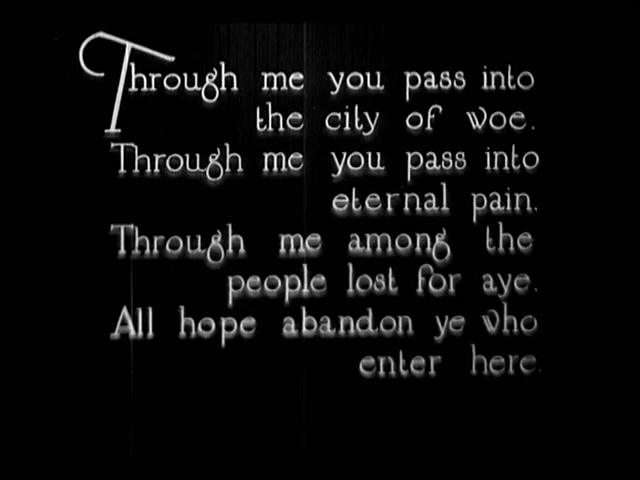 Through me you pass into
the city of woe.
Through me you pass into
eternal pain.
Through me among the
people lost for aye.
All hope abandon ye who
enter here.